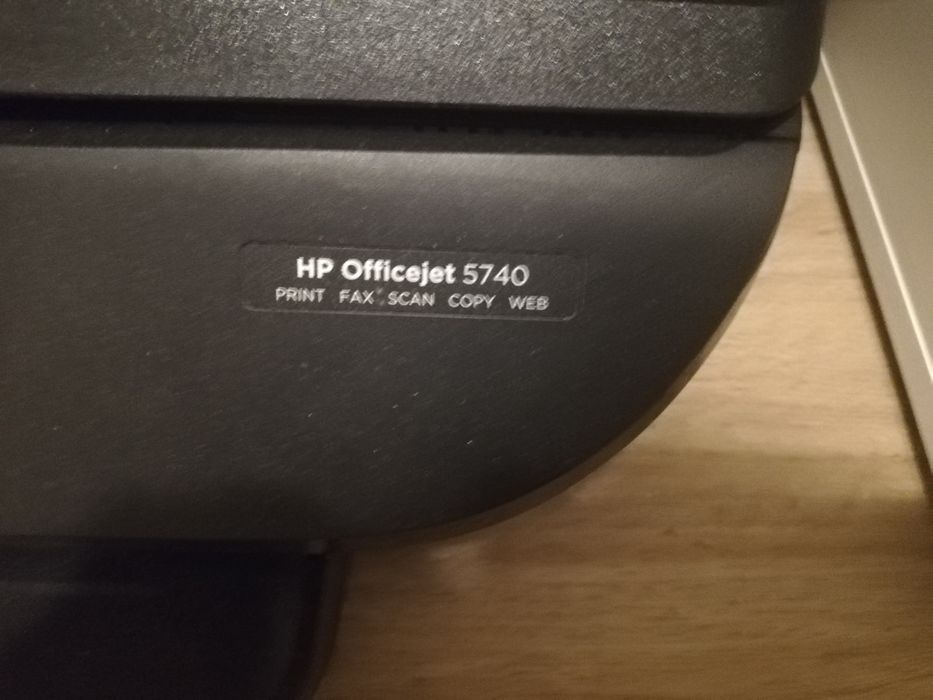 HP Officejet 5740
PRINT FAX SCAN COPY WEB